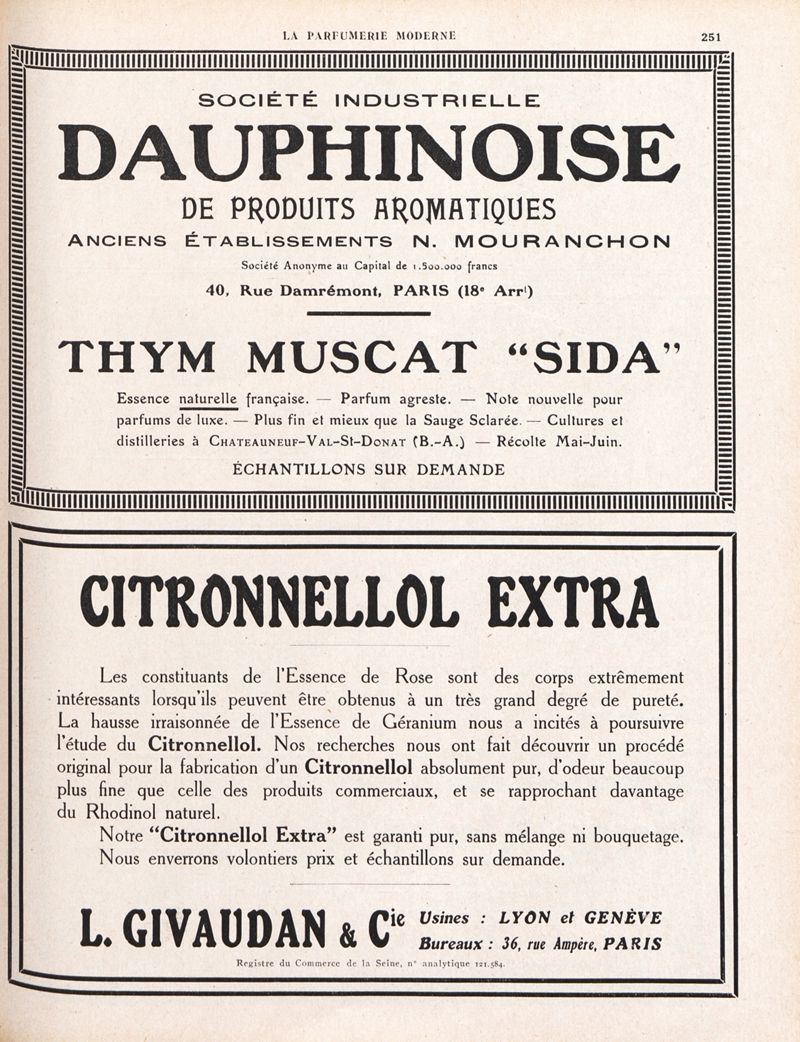 LA PARFUMERIE MODERNE 251
SOCIÉTÉ INDUSTRIELLE
DAUPHINOISE
DE PRODUITS AROMATIQUES
ANCIENS ÉTABLISSEMENTS N. MOURANCHON
Société Anonyme au Capital de 1.500.000 francs
40, Rue Damrémont, PARIS (18e Arrt)
THYM MUSCAT “SIDA”
Essence naturelle française. — Parfum agreste. — Note nouvelle pour
parfums de luxe. — Plus fin et mieux que la Sauge Sclarée. — Cultures et
distilleries à CHATEAUNEUF-VAL-St-DONAT (B.-A.) — Récolte Mai-Juin.
ÉCHANTILLONS SUR DEMANDE
CITRONNELLOL EXTRA
Les constituants de l'Essence de Rose sont des corps extrêmement
intéressants lorsqu'ils peuvent être obtenus à un très grand degré de pureté.
La hausse irraisonnée de l'Essence de Géranium nous a incités à poursuivre
l'étude du Citronnellol. Nos recherches nous ont fait découvrir un procédé
original pour la fabrication d'un Citronnellol absolument pur, d'odeur beaucoup
plus fine que celle des produits commerciaux, et se rapprochant davantage
du Rhodinol naturel.
Notre “Citronnellol Extra” est garanti pur, sans mélange ni bouquetage.
Nous enverrons volontiers prix et échantillons sur demande.
L. GIVAUDAN & Cie
Usines : LYON et GENÈVE
Bureaux : 36, rue Ampère, PARIS
Registre du Commerce de la Seine, n° analytique 121.584.